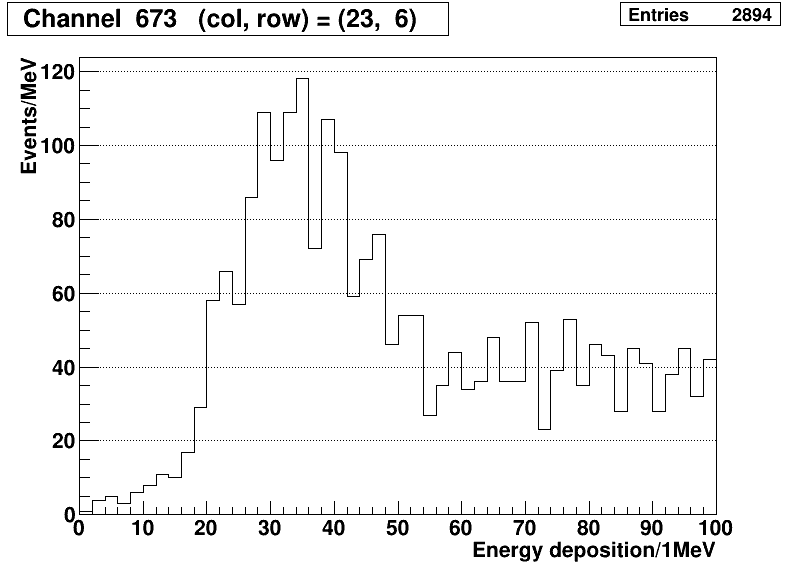 Channel 673 (col, row) = (23, 6)
Entries 2894
Events/MeV
120
100
80
60
40
20
0
0 10 20 30 40 50 60 70 80 90 100
Energy deposition/1MeV